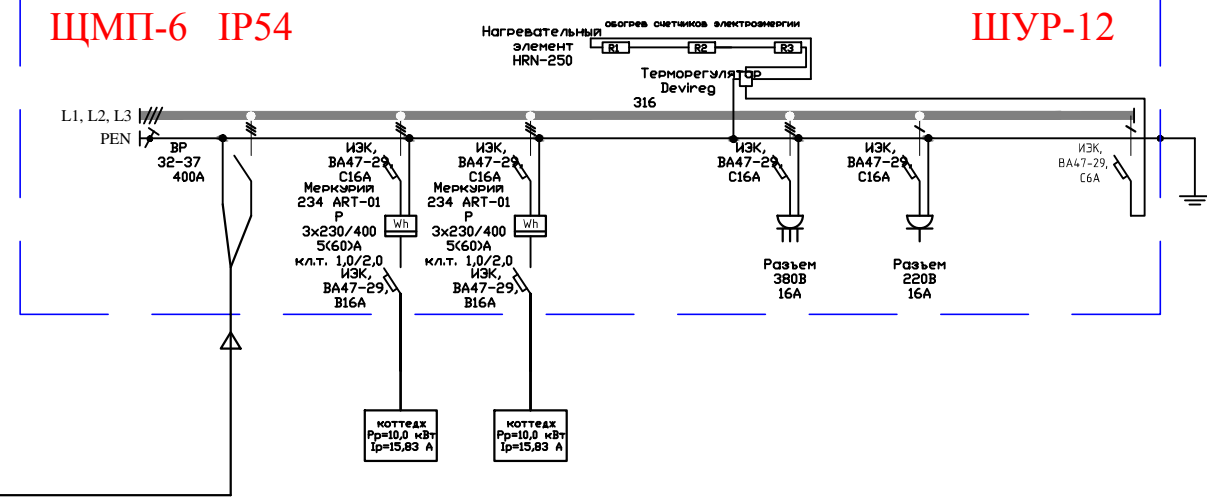 ЩМП-6 IP54
ШУР-12
обогрев счетчиков электроэнергии
Нагревательный
элемент
HRN-250
R1
R2
R3
Терморегулятор
Devireg
316
L1, L2, L3
PEN
ВР
32-37
400А
ИЭК,
ВА47-29,
С16А
Меркурий
234 ART-01
Р
3х230/400
5(60)А
кл.т. 1,0/2,0
Wh
ИЭК,
ВА47-29,
В16А
коттедж
Рр=10,0 кВт
Iр=15,83 А
ИЭК,
ВА47-29,
С16А
Меркурий
234 ART-01
Р
3х230/400
5(60)А
кл.т. 1,0/2,0
Wh
ИЭК,
ВА47-29,
В16А
коттедж
Рр=10,0 кВт
Iр=15,83 А
ИЭК,
ВА47-29,
С16А
Разъем
380В
16А
ИЭК,
ВА47-29,
С16А
Разъем
220В
16А
ИЭК,
ВА47-29,
С6А